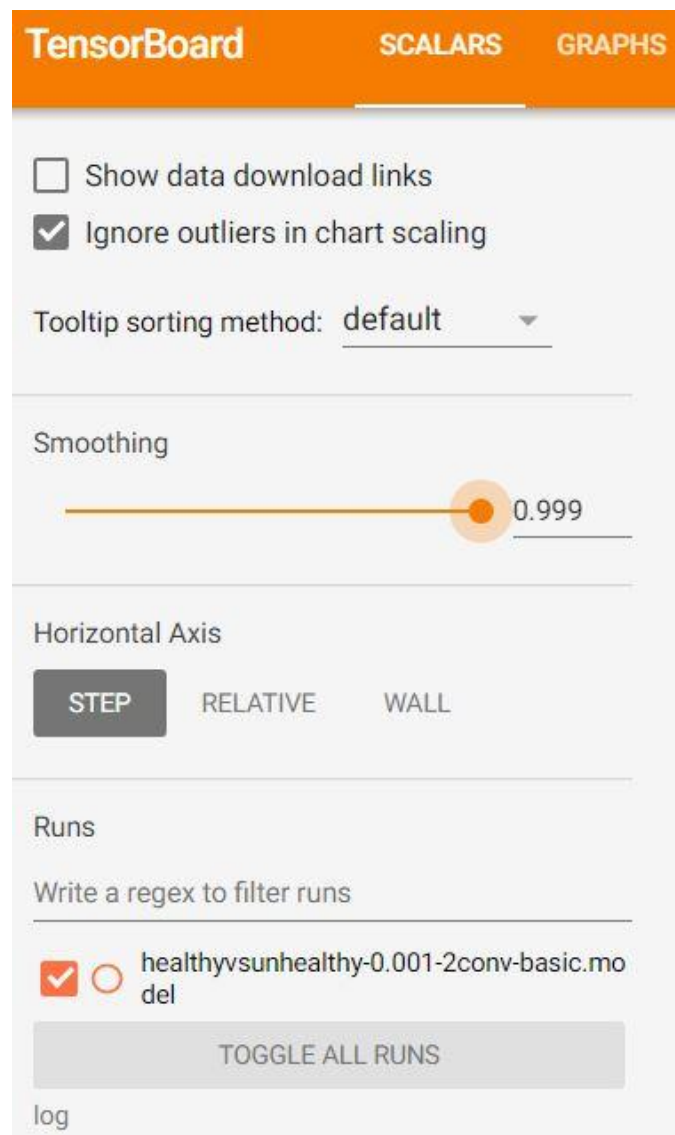 TensorBoard SCALARS GRAPHS
Show data download links
Ignore outliers in chart scaling
Tooltip sorting method: default
Smoothing
0.999
Horizontal Axis
STEP RELATIVE WALL
Runs
Write a regex to filter runs
healthyvsunhealthy-0.001-2conv-basic.mo
del
TOGGLE ALL RUNS
log